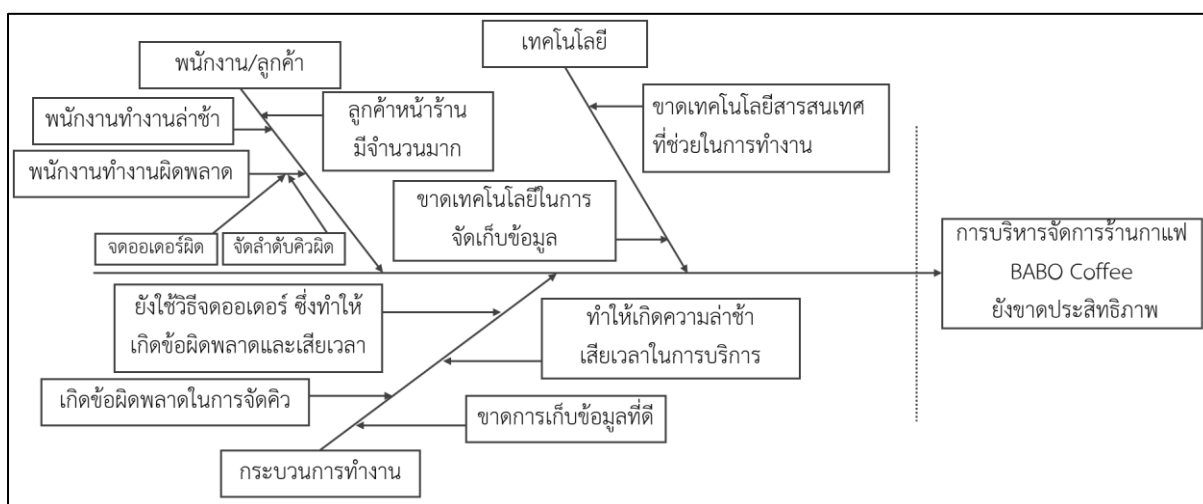 เทคโนโลยี
พนักงาน/ลูกค้า
พนักงานทำงานล่าช้า
ลูกค้าหน้าร้าน
มีจำนวนมาก
ขาดเทคโนโลยีสารสนเทศ
ที่ช่วยในการทำงาน
พนักงานทำงานผิดพลาด
ขาดเทคโนโลยีในการ
จัดเก็บข้อมูล
จดออเดอร์ผิด
จัดลำดับคิวผิด
การบริหารจัดการร้านกาแฟ
BABO Coffee
ยังขาดประสิทธิภาพ
ยังใช้วิธีจดออเดอร์ ซึ่งทำให้
เกิดข้อผิดพลาดและเสียเวลา
ทำให้เกิดความล่าช้า
เสียเวลาในการบริการ
เกิดข้อผิดพลาดในการจัดคิว
ขาดการเก็บข้อมูลที่ดี
กระบวนการทำงาน